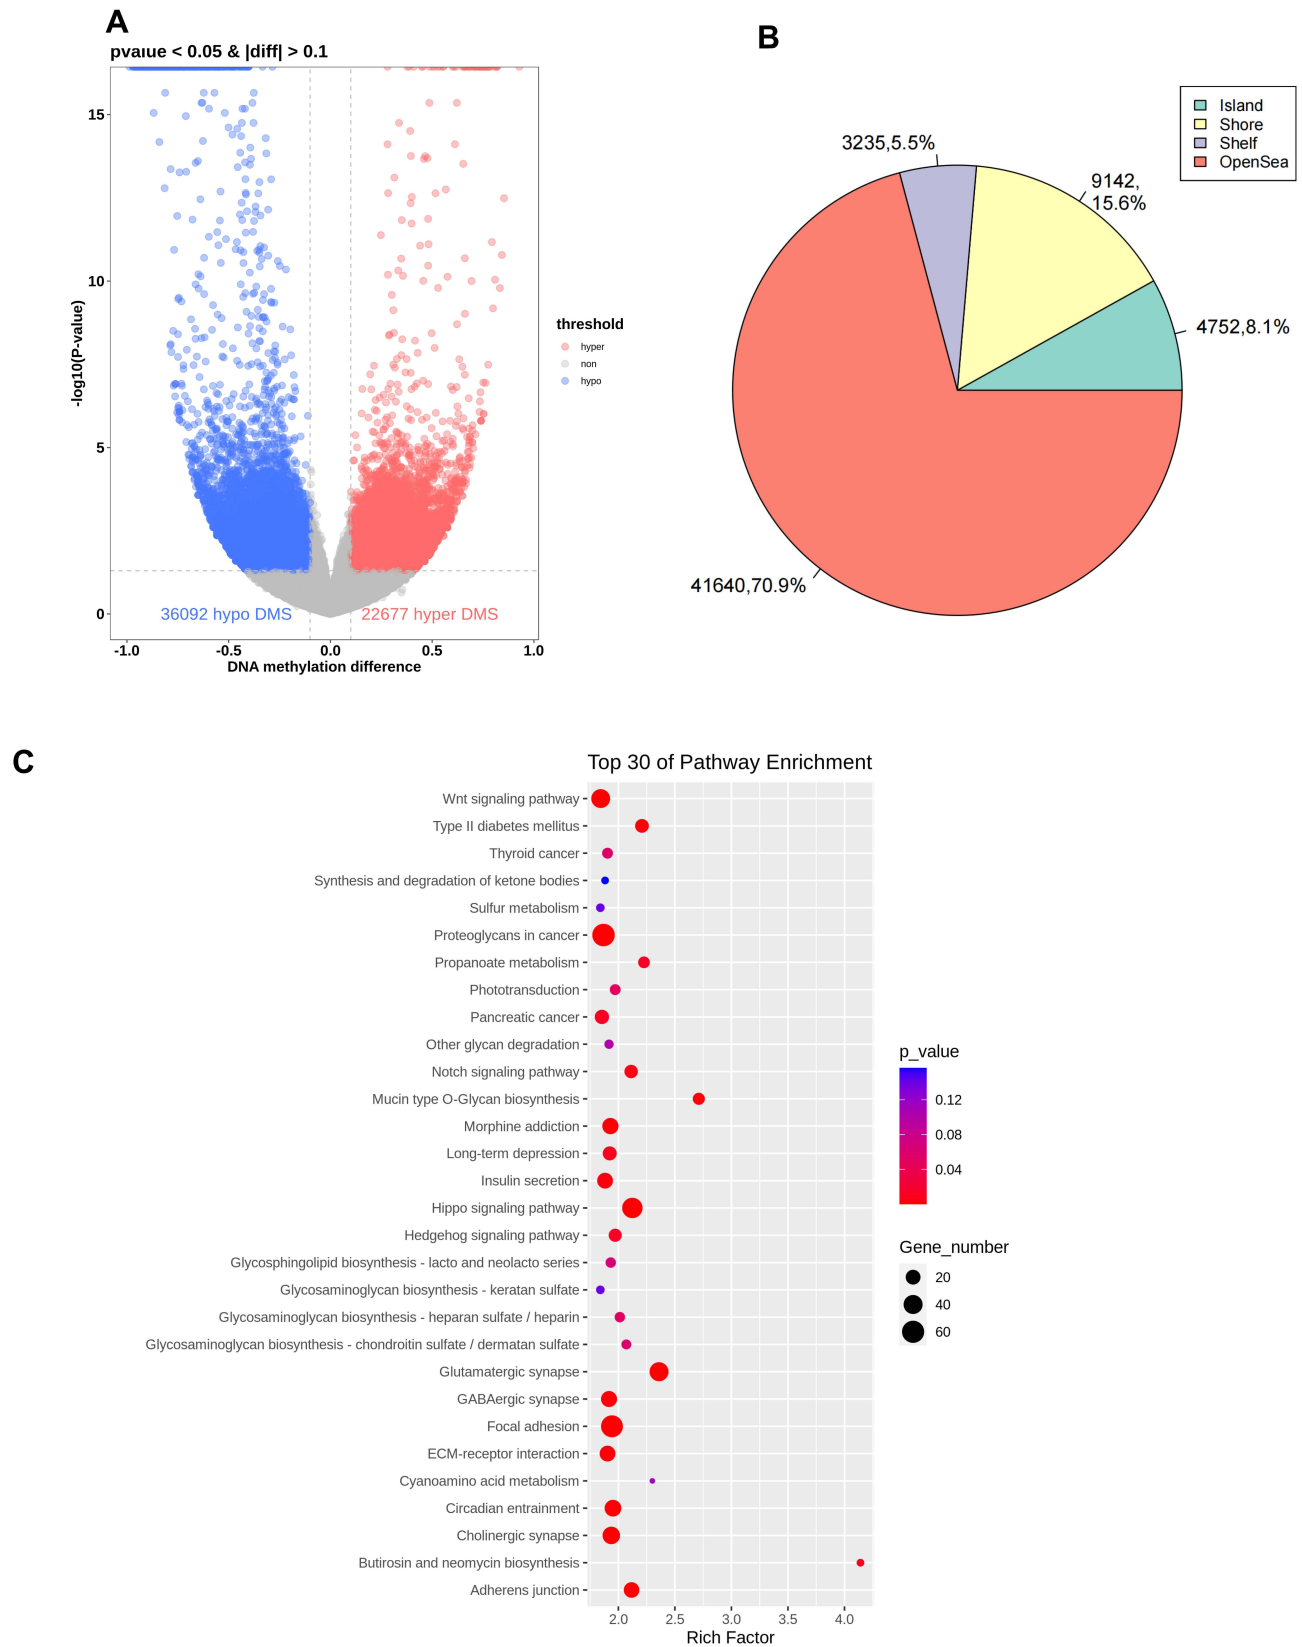 A
pvalue < 0.05 & |diff| > 0.1
15
10
5
0
-log10(P-value)
36092 hypo DMS
22677 hyper DMS
-1.0
-0.5
0.0
0.5
1.0
DNA methylation difference
threshold
hyper
non
hypo
B
Island
Shore
Shelf
OpenSea
3235,5.5%
9142,
15.6%
4752,8.1%
41640,70.9%
C
Top 30 of Pathway Enrichment
Wnt signaling pathway
Type II diabetes mellitus
Thyroid cancer
Synthesis and degradation of ketone bodies
Sulfur metabolism
Proteoglycans in cancer
Propanoate metabolism
Phototransduction
Pancreatic cancer
Other glycan degradation
Notch signaling pathway
Mucin type O-Glycan biosynthesis
Morphine addiction
Long-term depression
Insulin secretion
Hippo signaling pathway
Hedgehog signaling pathway
Glycosphingolipid biosynthesis - lacto and neolacto series
Glycosaminoglycan biosynthesis - keratan sulfate
Glycosaminoglycan biosynthesis - heparan sulfate / heparin
Glycosaminoglycan biosynthesis - chondroitin sulfate / dermatan sulfate
Glutamatergic synapse
GABAergic synapse
Focal adhesion
ECM-receptor interaction
Cyanoamino acid metabolism
Circadian entrainment
Cholinergic synapse
Butirosin and neomycin biosynthesis
Adherens junction
2.0
2.5
3.0
3.5
4.0
Rich Factor
p_value
0.12
0.08
0.04
Gene_number
20
40
60